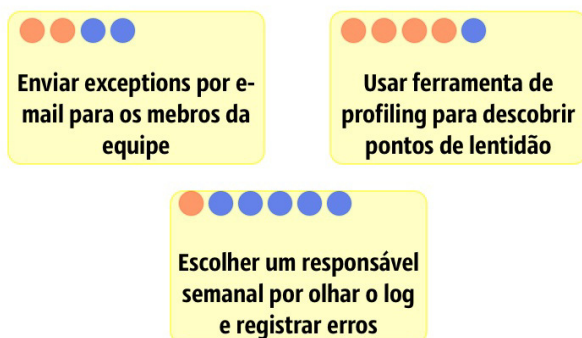 Enviar exceptions por e-
mail para os mebros da
equipe
Usar ferramenta de
profiling para descobrir
pontos de lentidão
Escolher um responsável
semanal por olhar o log
e registrar erros